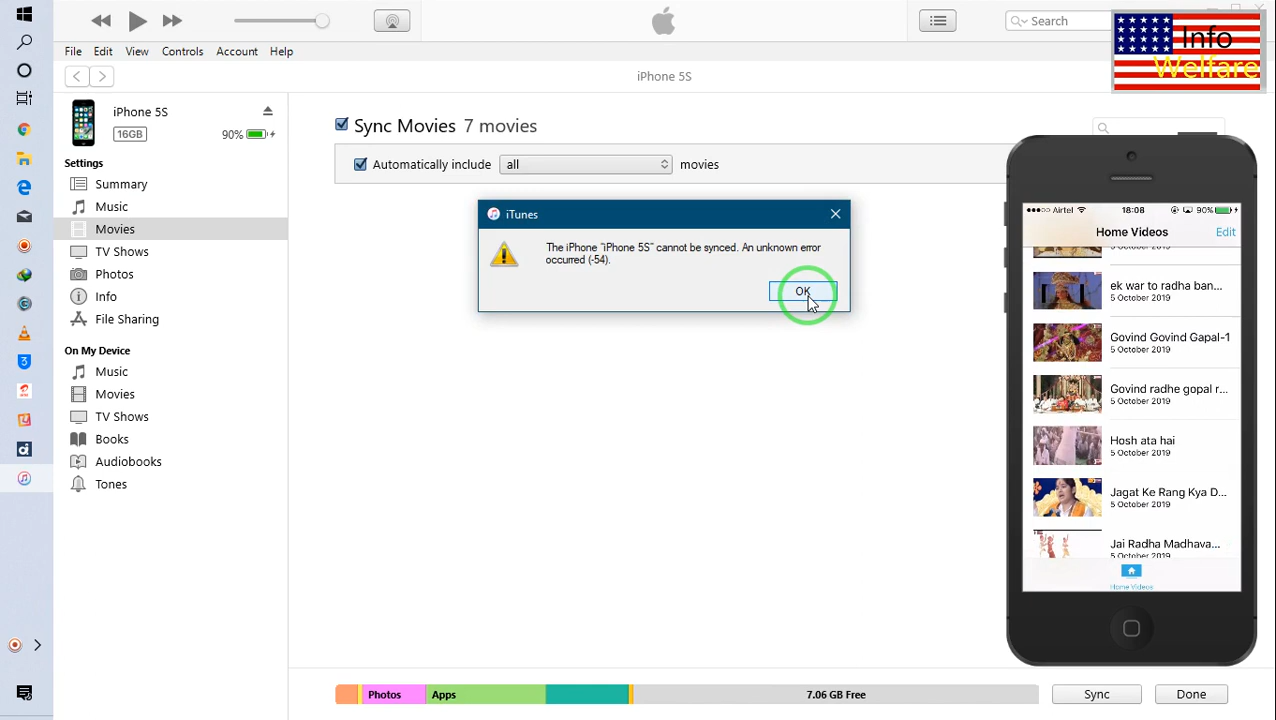 Search
Info
Welfare
File Edit View Controls Account Help
iPhone 5S
iPhone 5S
16GB 90%
Settings
Summary
Music
Movies
TV Shows
Photos
Info
File Sharing
On My Device
Music
Movies
TV Shows
Books
Audiobooks
Tones
Sync Movies 7 movies
Automatically include all movies
iTunes
The iPhone "iPhone 5S" cannot be synced. An unknown error
occurred (-54).
OK
Airtel 18:08 90%
Home Videos Edit
5 October 2019
ek war to radha ban...
5 October 2019
Govind Govind Gapal-1
5 October 2019
Govind radhe gopal r...
5 October 2019
Hosh ata hai
5 October 2019
Jagat Ke Rang Kya D...
5 October 2019
Jai Radha Madhava...
5 October 2019
Home Videos
Photos Apps 7.06 GB Free Sync Done